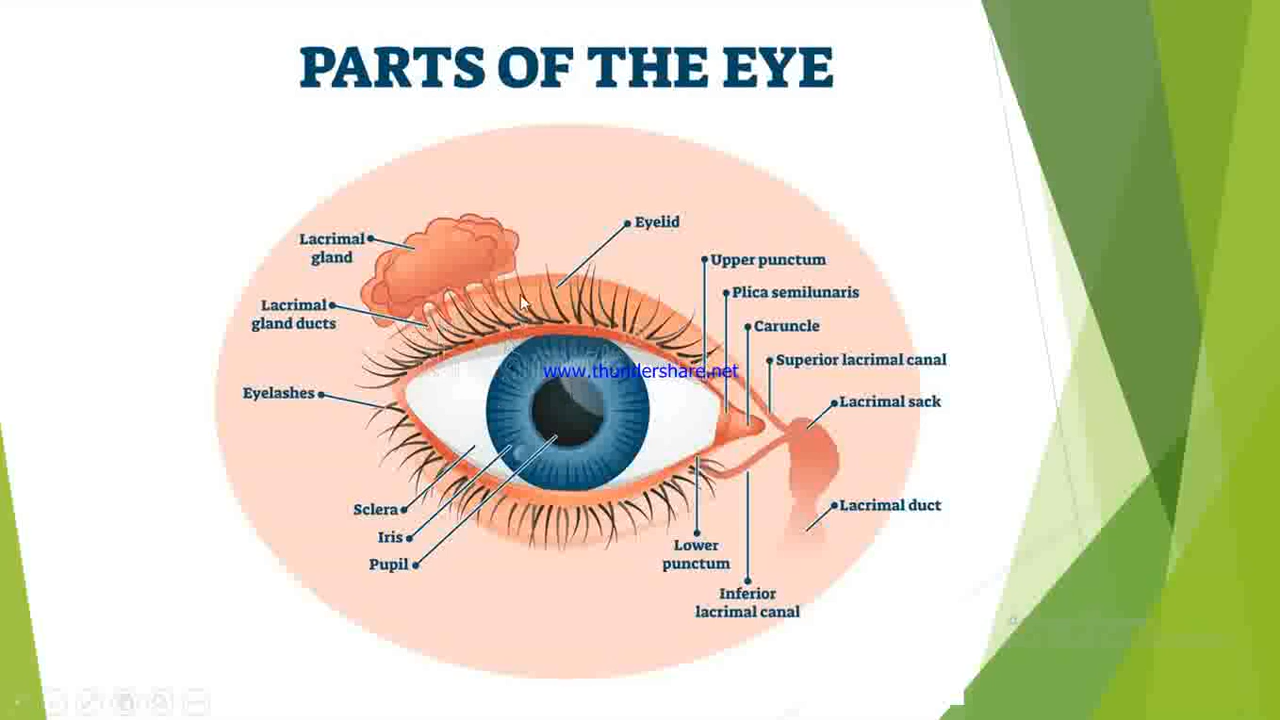 PARTS OF THE EYE
Eyelid
Lacrimal
gland
Upper punctum
Plica semilunaris
Lacrimal
gland ducts
Caruncle
Superior lacrimal canal
www.thundershare.net
Eyelashes
Lacrimal sack
Sclera
Lacrimal duct
Iris
Pupil
Lower
punctum
Inferior
lacrimal canal